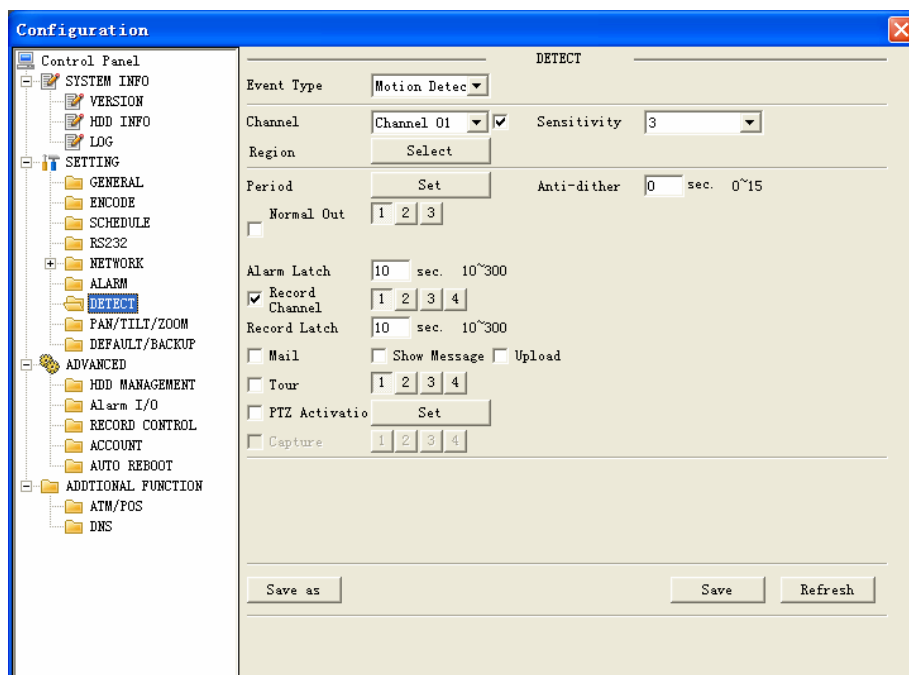 Configuration
Control Panel
SYSTEM INFO
VERSION
HDD INFO
LOG
SETTING
GENERAL
ENCODE
SCHEDULE
RS232
NETWORK
ALARM
DETECT
PAN/TILT/ZOOM
DEFAULT/BACKUP
ADVANCED
HDD MANAGEMENT
Alarm I/O
RECORD CONTROL
ACCOUNT
AUTO REBOOT
ADDTIONAL FUNCTION
ATM/POS
DNS
DETECT
Event Type Motion Detec
Channel Channel 01 Sensitivity 3
Region Select
Period Set Anti-dither 0 sec. 0~15
Normal Out 1 2 3
Alarm Latch 10 sec. 10~300
Record Channel 1 2 3 4
Record Latch 10 sec. 10~300
Mail Show Message Upload
Tour 1 2 3 4
PTZ Activatio Set
Capture 1 2 3 4
Save as Save Refresh